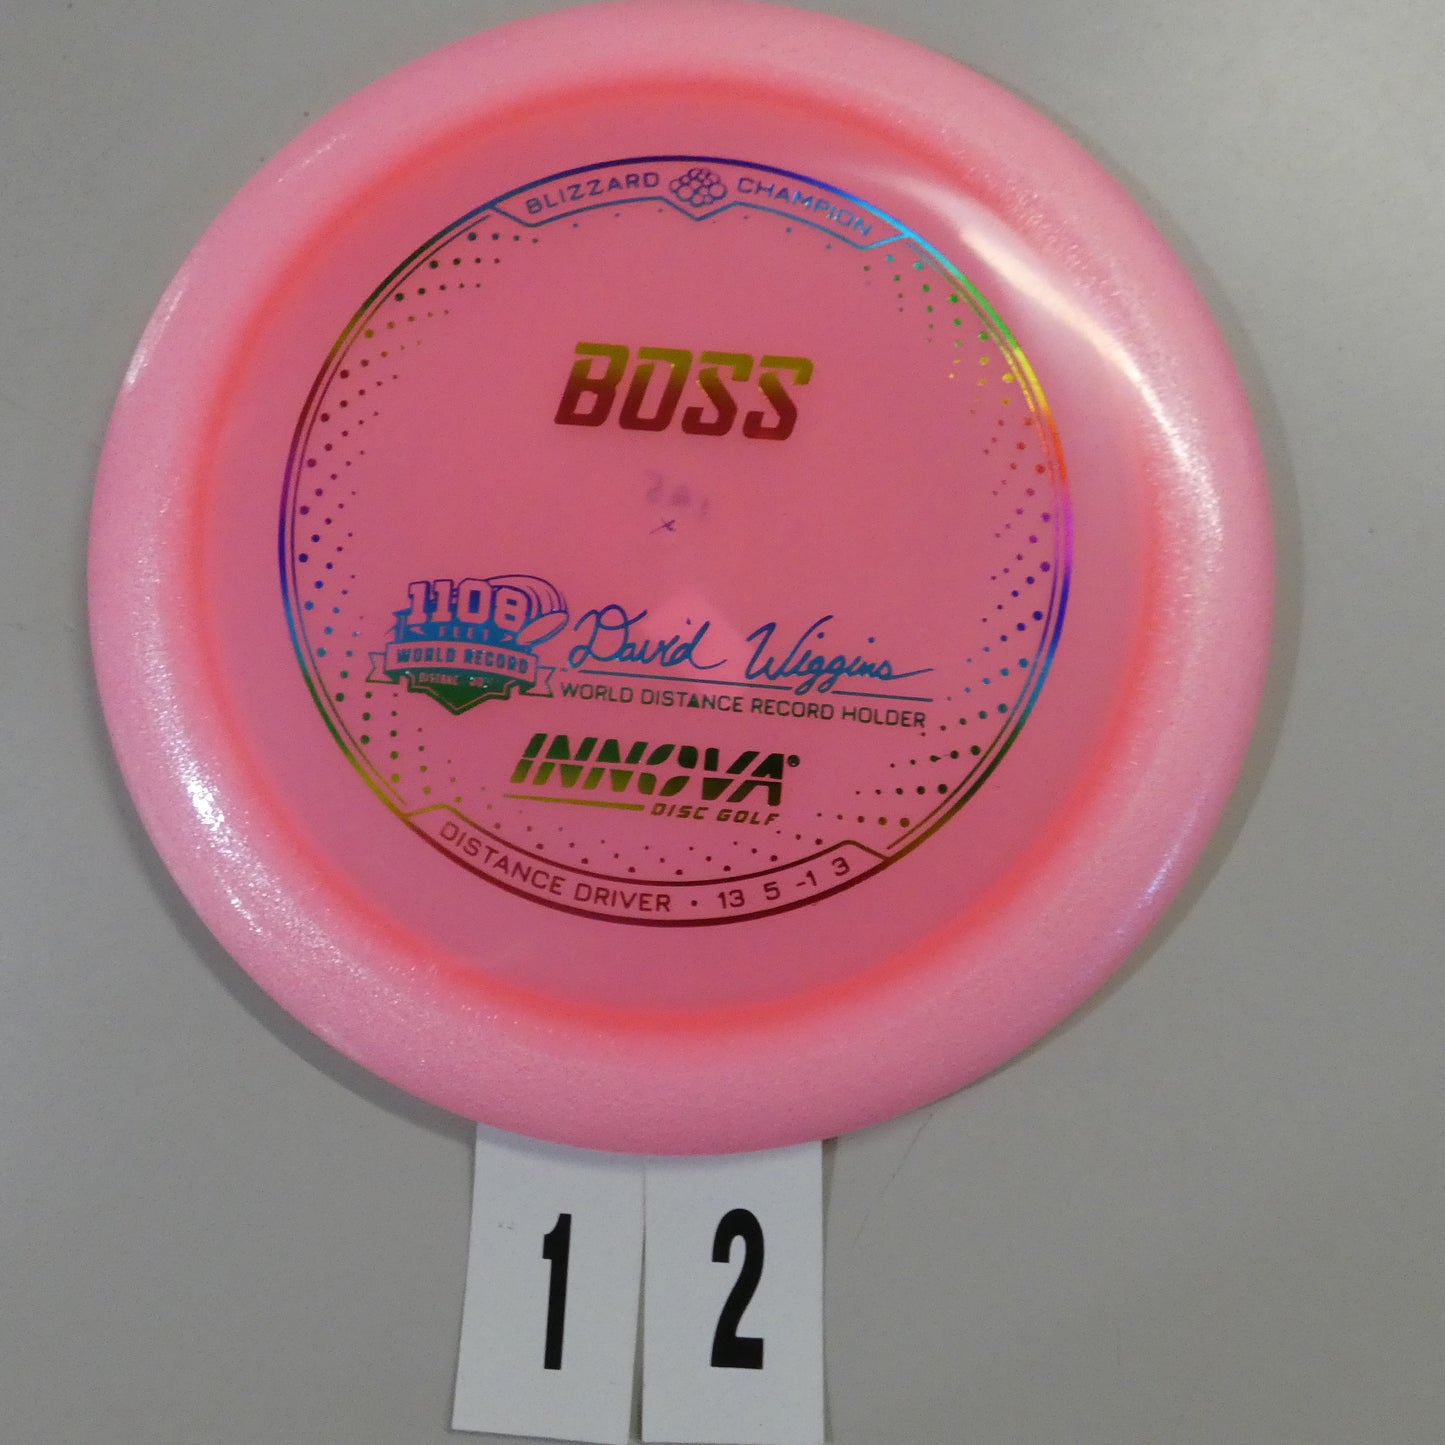 BLIZZARD CHAMPION
BOSS
1108
FEET
WORLD RECORD
David Wiggins
WORLD DISTANCE RECORD HOLDER
INNOVA®
DISC GOLF
DISTANCE DRIVER • 13 5 -1 3
1 2